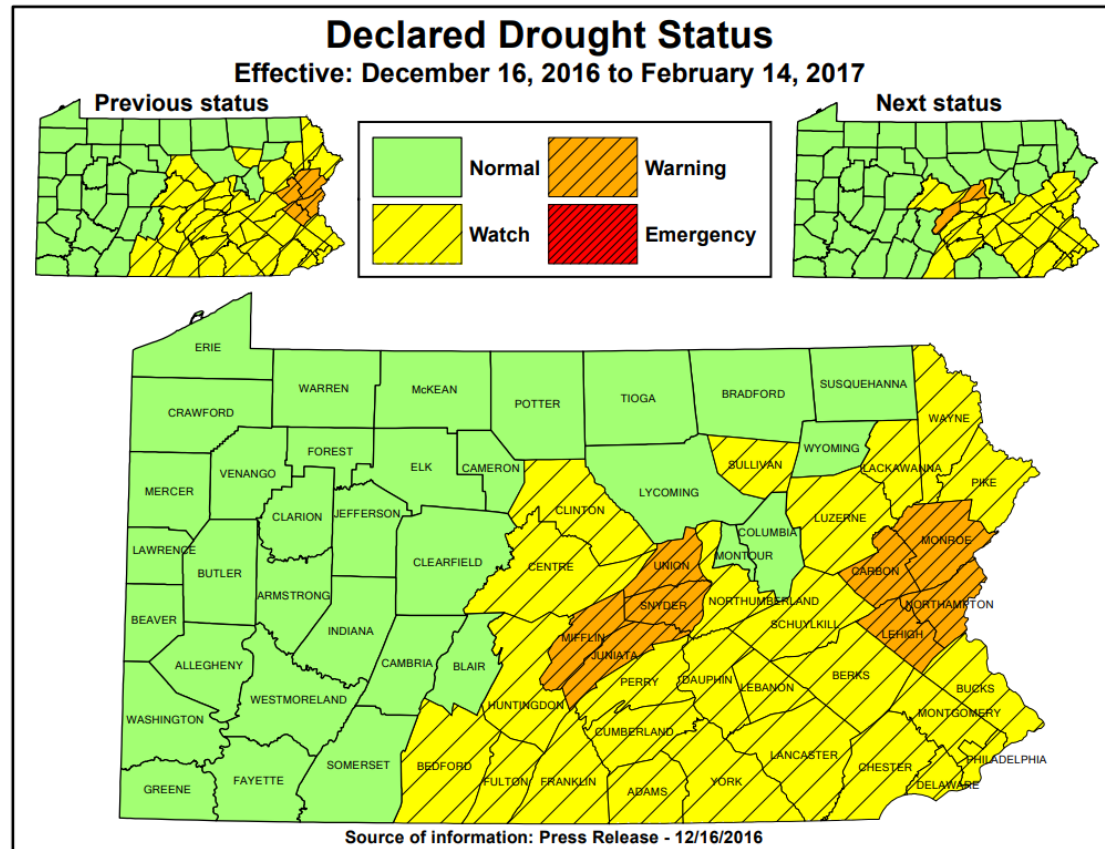 Declared Drought Status
Effective: December 16, 2016 to February 14, 2017
Previous status
Next status
Normal
Warning
Watch
Emergency
ERIE
CRAWFORD
WARREN
McKEAN
POTTER
TIOGA
BRADFORD
SUSQUEHANNA
WAYNE
WYOMING
LACKAWANNA
PIKE
SULLIVAN
FOREST
VENANGO
ELK
CAMERON
MERCER
CLINTON
LYCOMING
LUZERNE
CLARION
JEFFERSON
COLUMBIA
MONROE
LAWRENCE
BUTLER
CLEARFIELD
CENTRE
UNION
MONTOUR
CARBON
ARMSTRONG
SNYDER
NORTHUMBERLAND
NORTHAMPTON
BEAVER
INDIANA
MIFFLIN
SCHUYLKILL
LEHIGH
ALLEGHENY
CAMBRIA
BLAIR
JUNIATA
PERRY
DAUPHIN
LEBANON
BERKS
BUCKS
WESTMORELAND
HUNTINGDON
MONTGOMERY
WASHINGTON
CUMBERLAND
LANCASTER
PHILADELPHIA
SOMERSET
BEDFORD
FULTON
FRANKLIN
ADAMS
YORK
CHESTER
DELAWARE
GREENE
FAYETTE
Source of information: Press Release - 12/16/2016